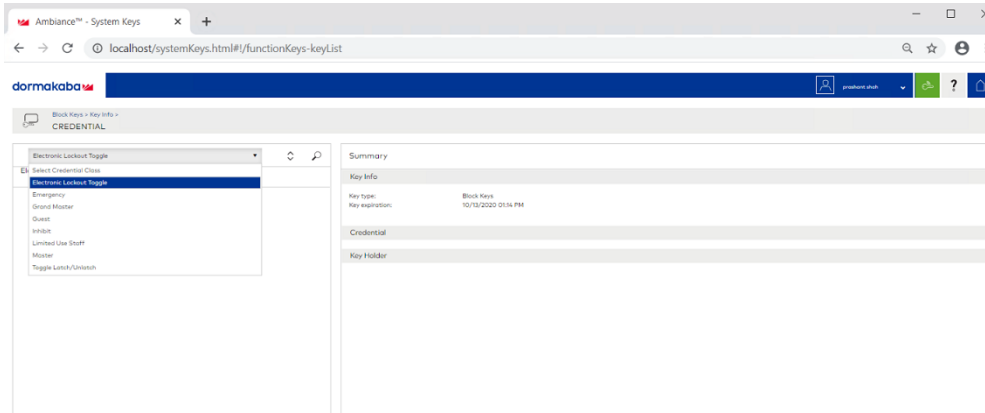 Ambiance™ - System Keys
localhost/systemKeys.html#!/functionKeys-keyList
dormakaba
prashant shah
?
Block Keys > Key Info >
CREDENTIAL
Electronic Lockout Toggle
Select Credential Class
Electronic Lockout Toggle
Emergency
Grand Master
Guest
Inhibit
Limited Use Staff
Master
Toggle Latch/Unlatch
Summary
Key Info
Key type: Block Keys
Key expiration: 10/13/2020 01:14 PM
Credential
Key Holder